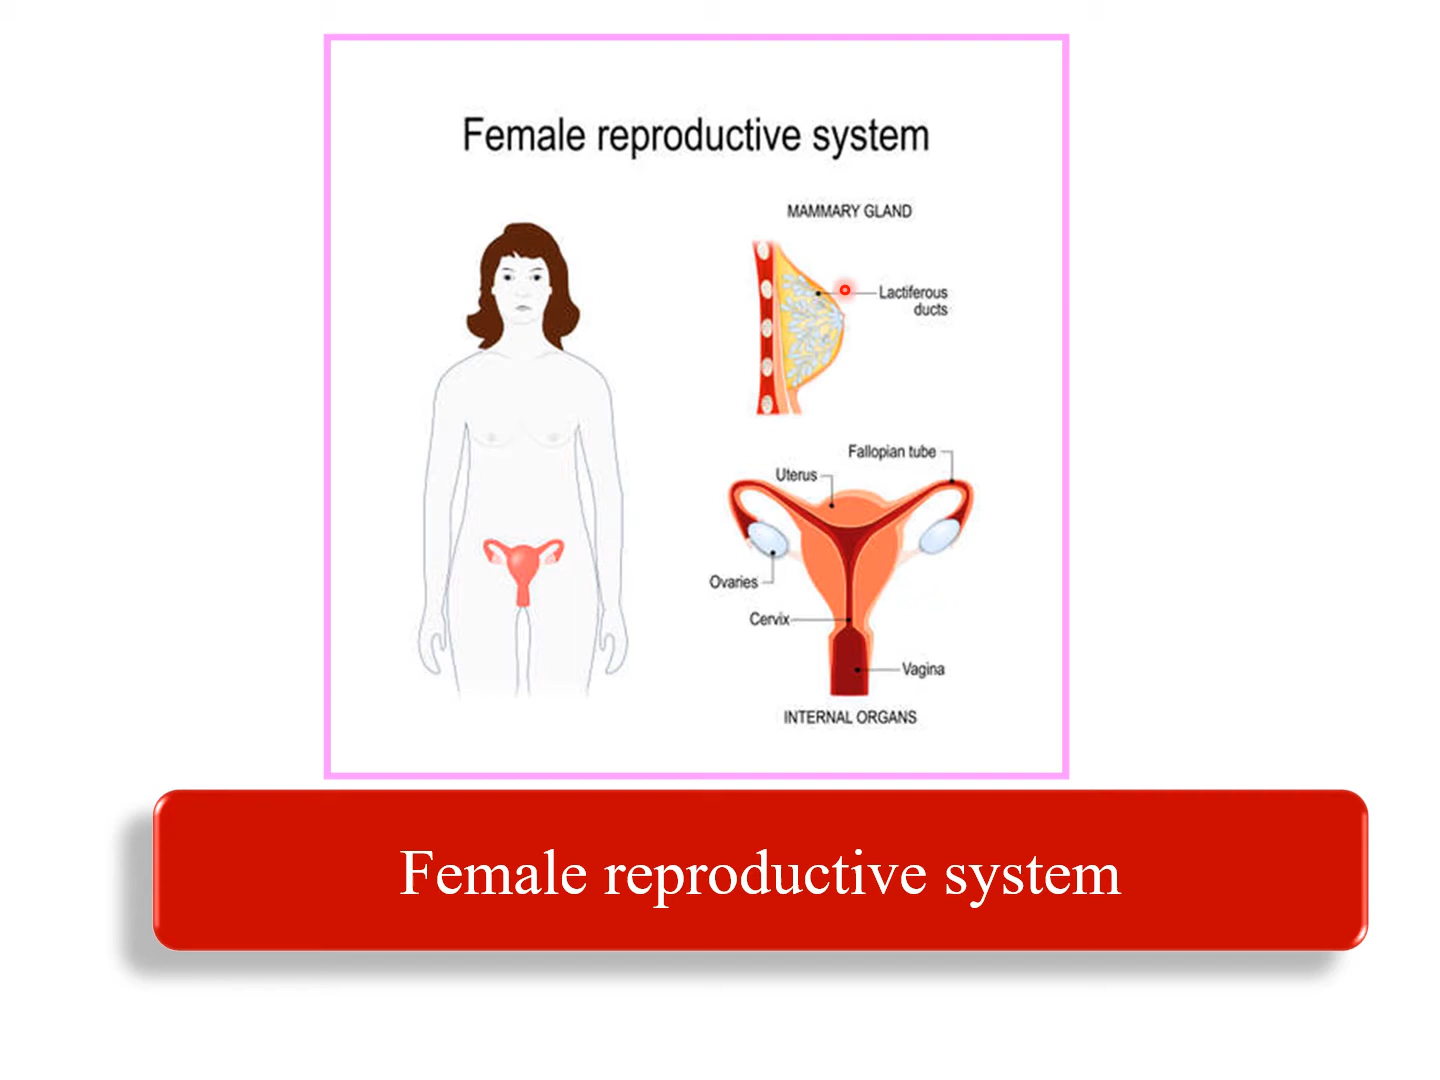 Female reproductive system
MAMMARY GLAND
Lactiferous
ducts
Fallopian tube
Uterus
Ovaries
Cervix
Vagina
INTERNAL ORGANS
Female reproductive system